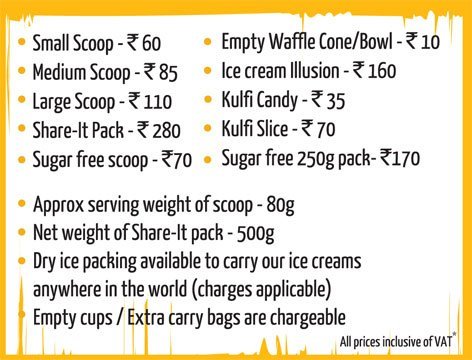 • Small Scoop - ₹ 60
• Medium Scoop - ₹ 85
• Large Scoop - ₹ 110
• Share-It Pack - ₹ 280
• Sugar free scoop - ₹70
• Empty Waffle Cone/Bowl - ₹ 10
• Ice cream Illusion - ₹ 160
• Kulfi Candy - ₹ 35
• Kulfi Slice - ₹ 70
• Sugar free 250g pack- ₹170
• Approx serving weight of scoop - 80g
• Net weight of Share-It pack - 500g
• Dry ice packing available to carry our ice creams
anywhere in the world (charges applicable)
• Empty cups / Extra carry bags are chargeable
All prices inclusive of VAT*